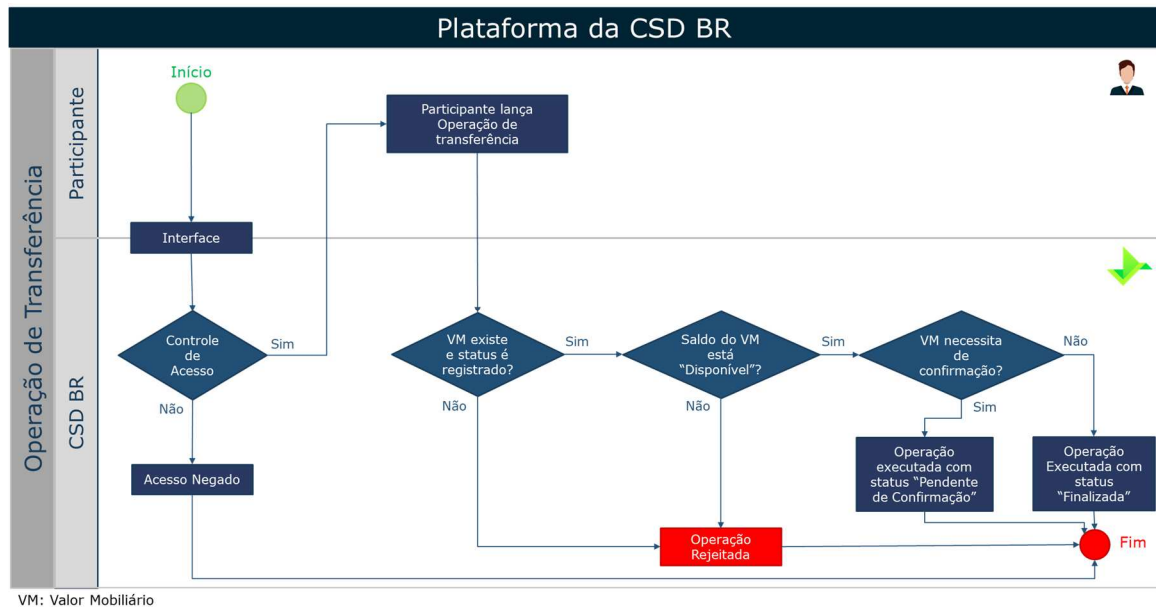 Plataforma da CSD BR
Operação de Transferência
Participante
CSD BR
Início
Participante lança
Operação de
transferência
Interface
Controle
de
Acesso
Sim
Não
Acesso Negado
VM existe
e status é
registrado?
Sim
Não
Saldo do VM
está
“Disponível”?
Sim
Não
VM necessita
de
confirmação?
Não
Sim
Operação
executada com
status “Pendente
de Confirmação”
Operação
Executada com
status
“Finalizada”
Operação
Rejeitada
Fim
VM: Valor Mobiliário